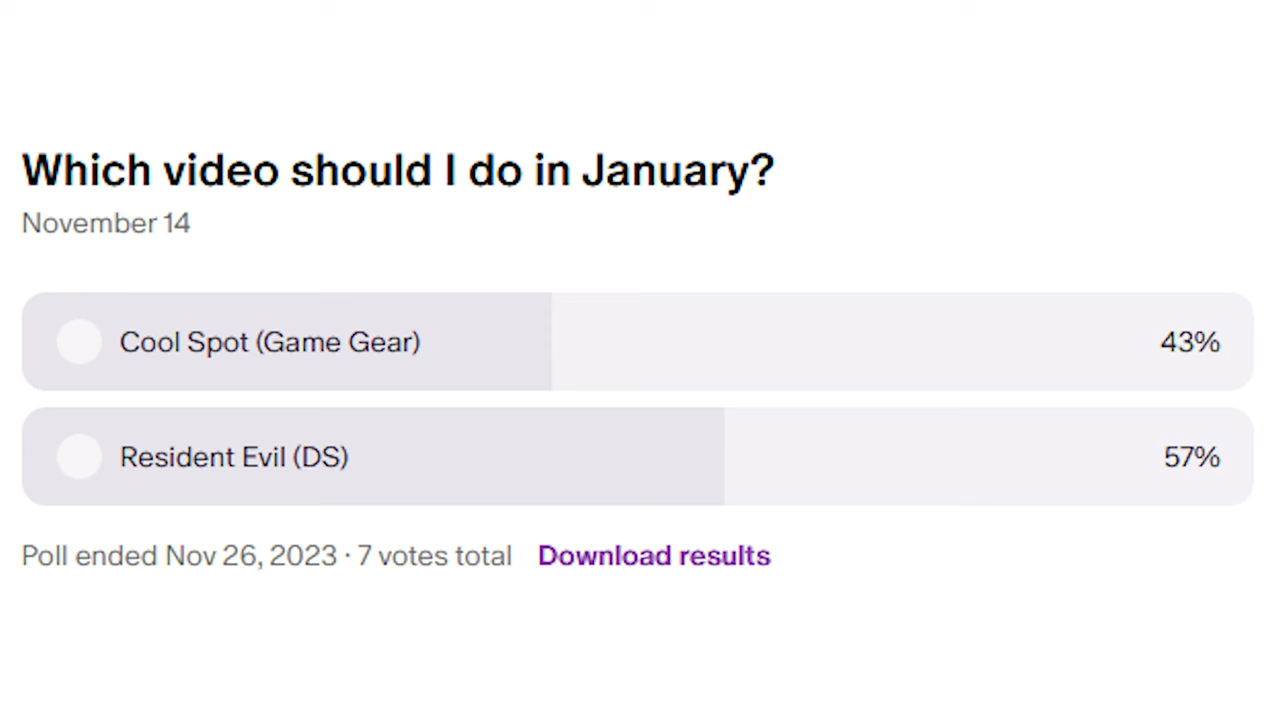 Which video should I do in January?
November 14
Cool Spot (Game Gear) 43%
Resident Evil (DS) 57%
Poll ended Nov 26, 2023 · 7 votes total Download results